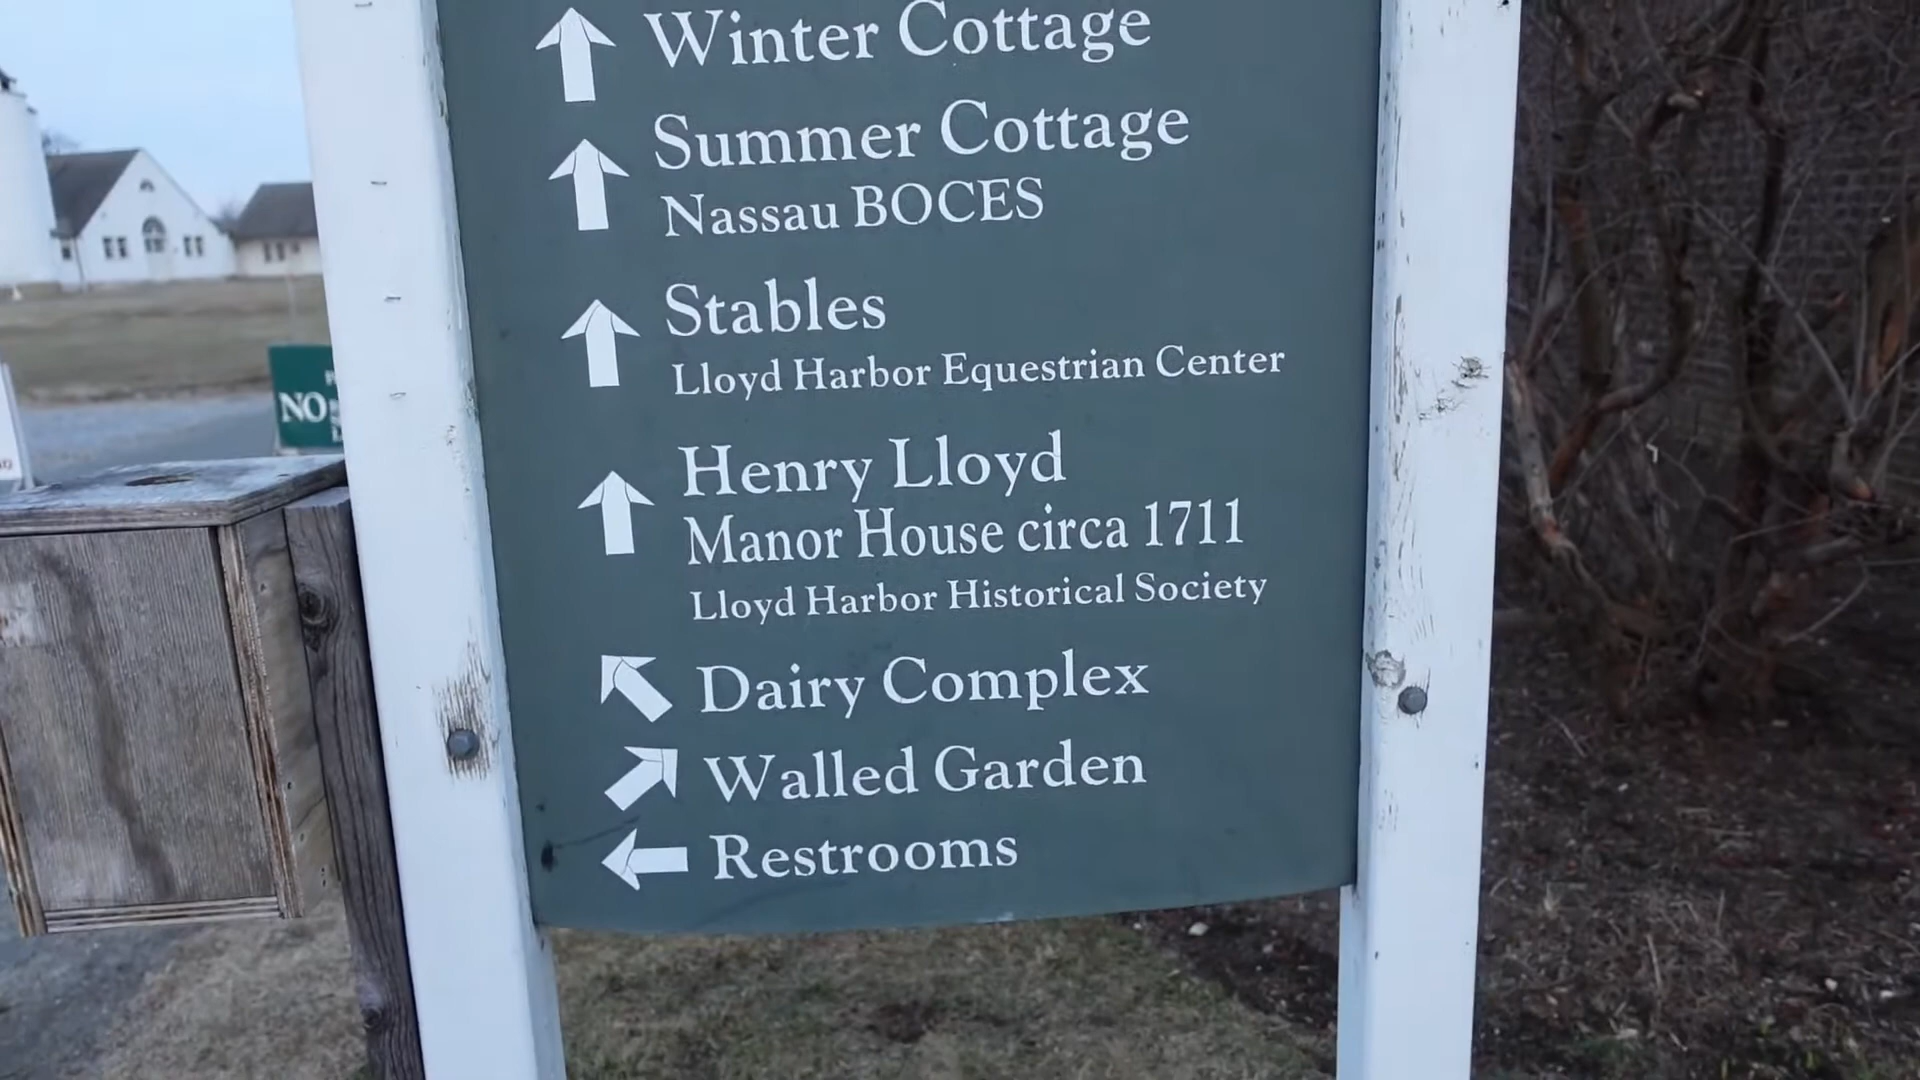 Winter Cottage
Summer Cottage
Nassau BOCES
Stables
Lloyd Harbor Equestrian Center
Henry Lloyd
Manor House circa 1711
Lloyd Harbor Historical Society
Dairy Complex
Walled Garden
Restrooms
NO